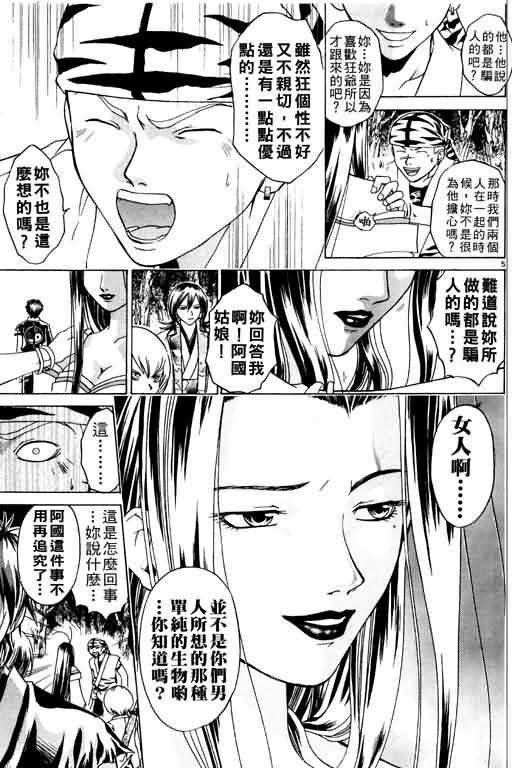 他…他說
的都是騙
人的吧？
妳…妳是因為
喜歡狂爺所以
才跟來的吧？
雖然狂個性不好
又不親切，不過
還是有一點點優
點的………
妳不也是這
麼想的嗎？
那時我們兩個
人在一起的時
候，妳不是很
為他擔心嗎？
啪
5
難道說妳所
做的都是騙
人的嗎…？
妳回答我
啊！阿國
姑娘！
女人啊……
並不是你們男
人所想的那種
單純的生物喲
…你知道嗎？
這…
這是怎麼回事
…妳說什麼…
阿國這件事不
用再追究了…